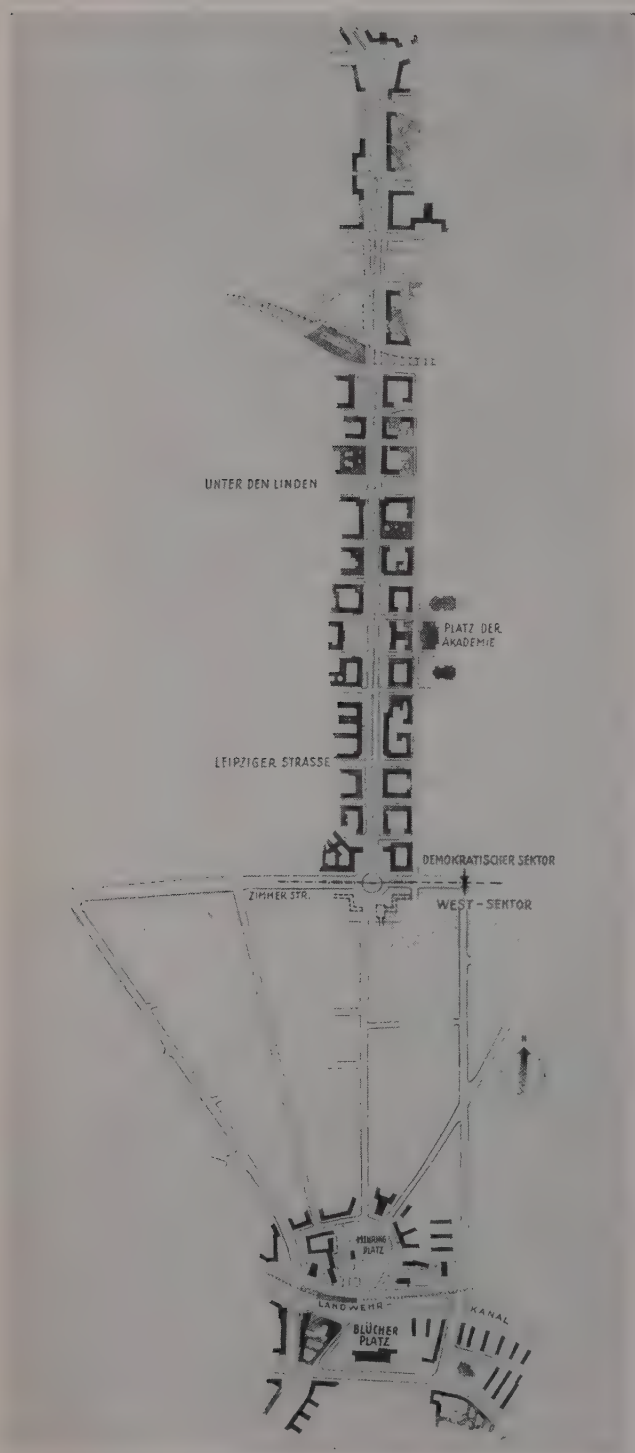 UNTER DEN LINDEN
PLATZ DER
AKADEMIE
LEIPZIGER STRASSE
DEMOKRATISCHER SEKTOR
ZIMMER STR.
WEST-SEKTOR
N
MEHRING
PLATZ
LANDWEHR-
KANAL
BLÜCHER
PLATZ